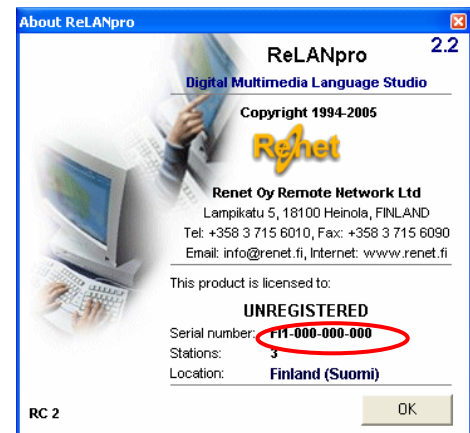 About ReLANpro
ReLANpro 2.2
Digital Multimedia Language Studio
Copyright 1994-2005
Renet
Renet Oy Remote Network Ltd
Lampikatu 5, 18100 Heinola, FINLAND
Tel: +358 3 715 6010, Fax: +358 3 715 6090
Email: info@renet.fi, Internet: www.renet.fi
This product is licensed to:
UNREGISTERED
Serial number: FI1-000-000-000
Stations: 3
Location: Finland (Suomi)
RC 2
OK